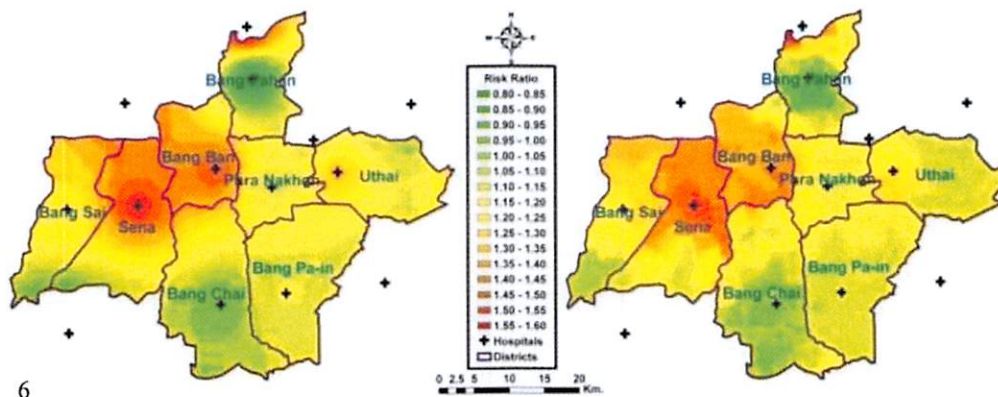 N
W E
S
Bang Pahan
Bang Ban
Phra Nakhon
Uthai
Bang Sai
Sena
Bang Pa-in
Bang Chai
Risk Ratio
0.80 - 0.85
0.85 - 0.90
0.90 - 0.95
0.95 - 1.00
1.00 - 1.05
1.05 - 1.10
1.10 - 1.15
1.15 - 1.20
1.20 - 1.25
1.25 - 1.30
1.30 - 1.35
1.35 - 1.40
1.40 - 1.45
1.45 - 1.50
1.50 - 1.55
1.55 - 1.60
Hospitals
Districts
Bang Pahan
Bang Ban
Phra Nakhon
Uthai
Bang Sai
Sena
Bang Pa-in
Bang Chai
6
0 2.5 5 10 15 20
Km.